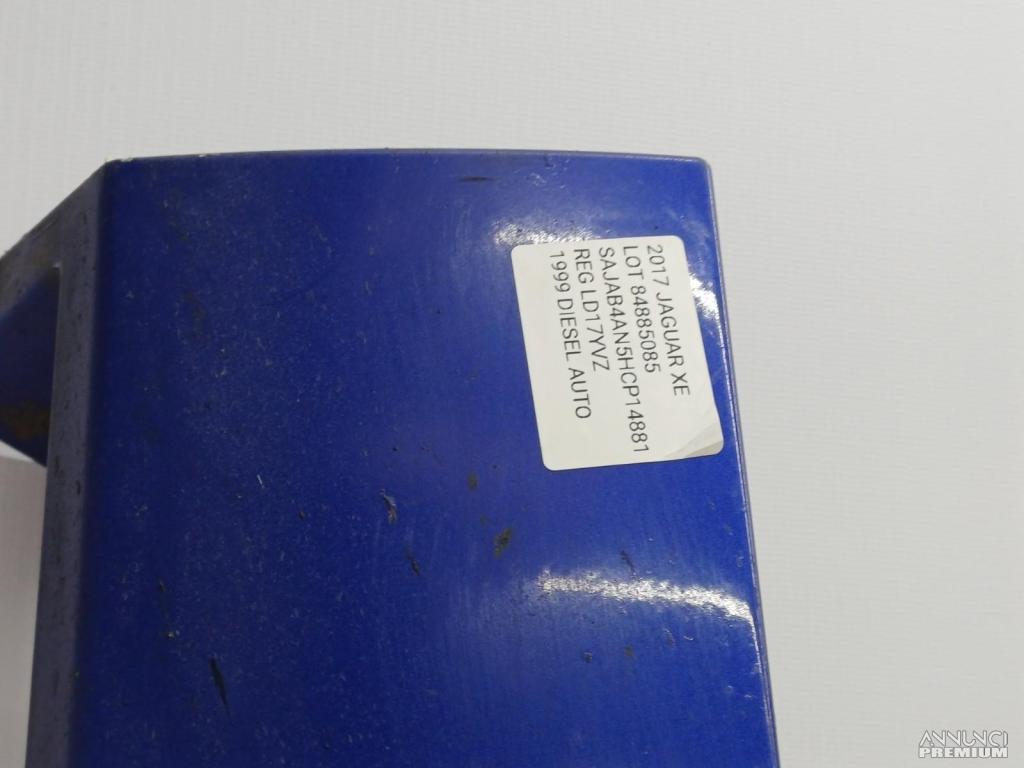 2017 JAGUAR XE
LOT 84885085
SAJAB4AN5HCP14881
REG LD17YVZ
1999 DIESEL AUTO
ANNUNCI
PREMIUM